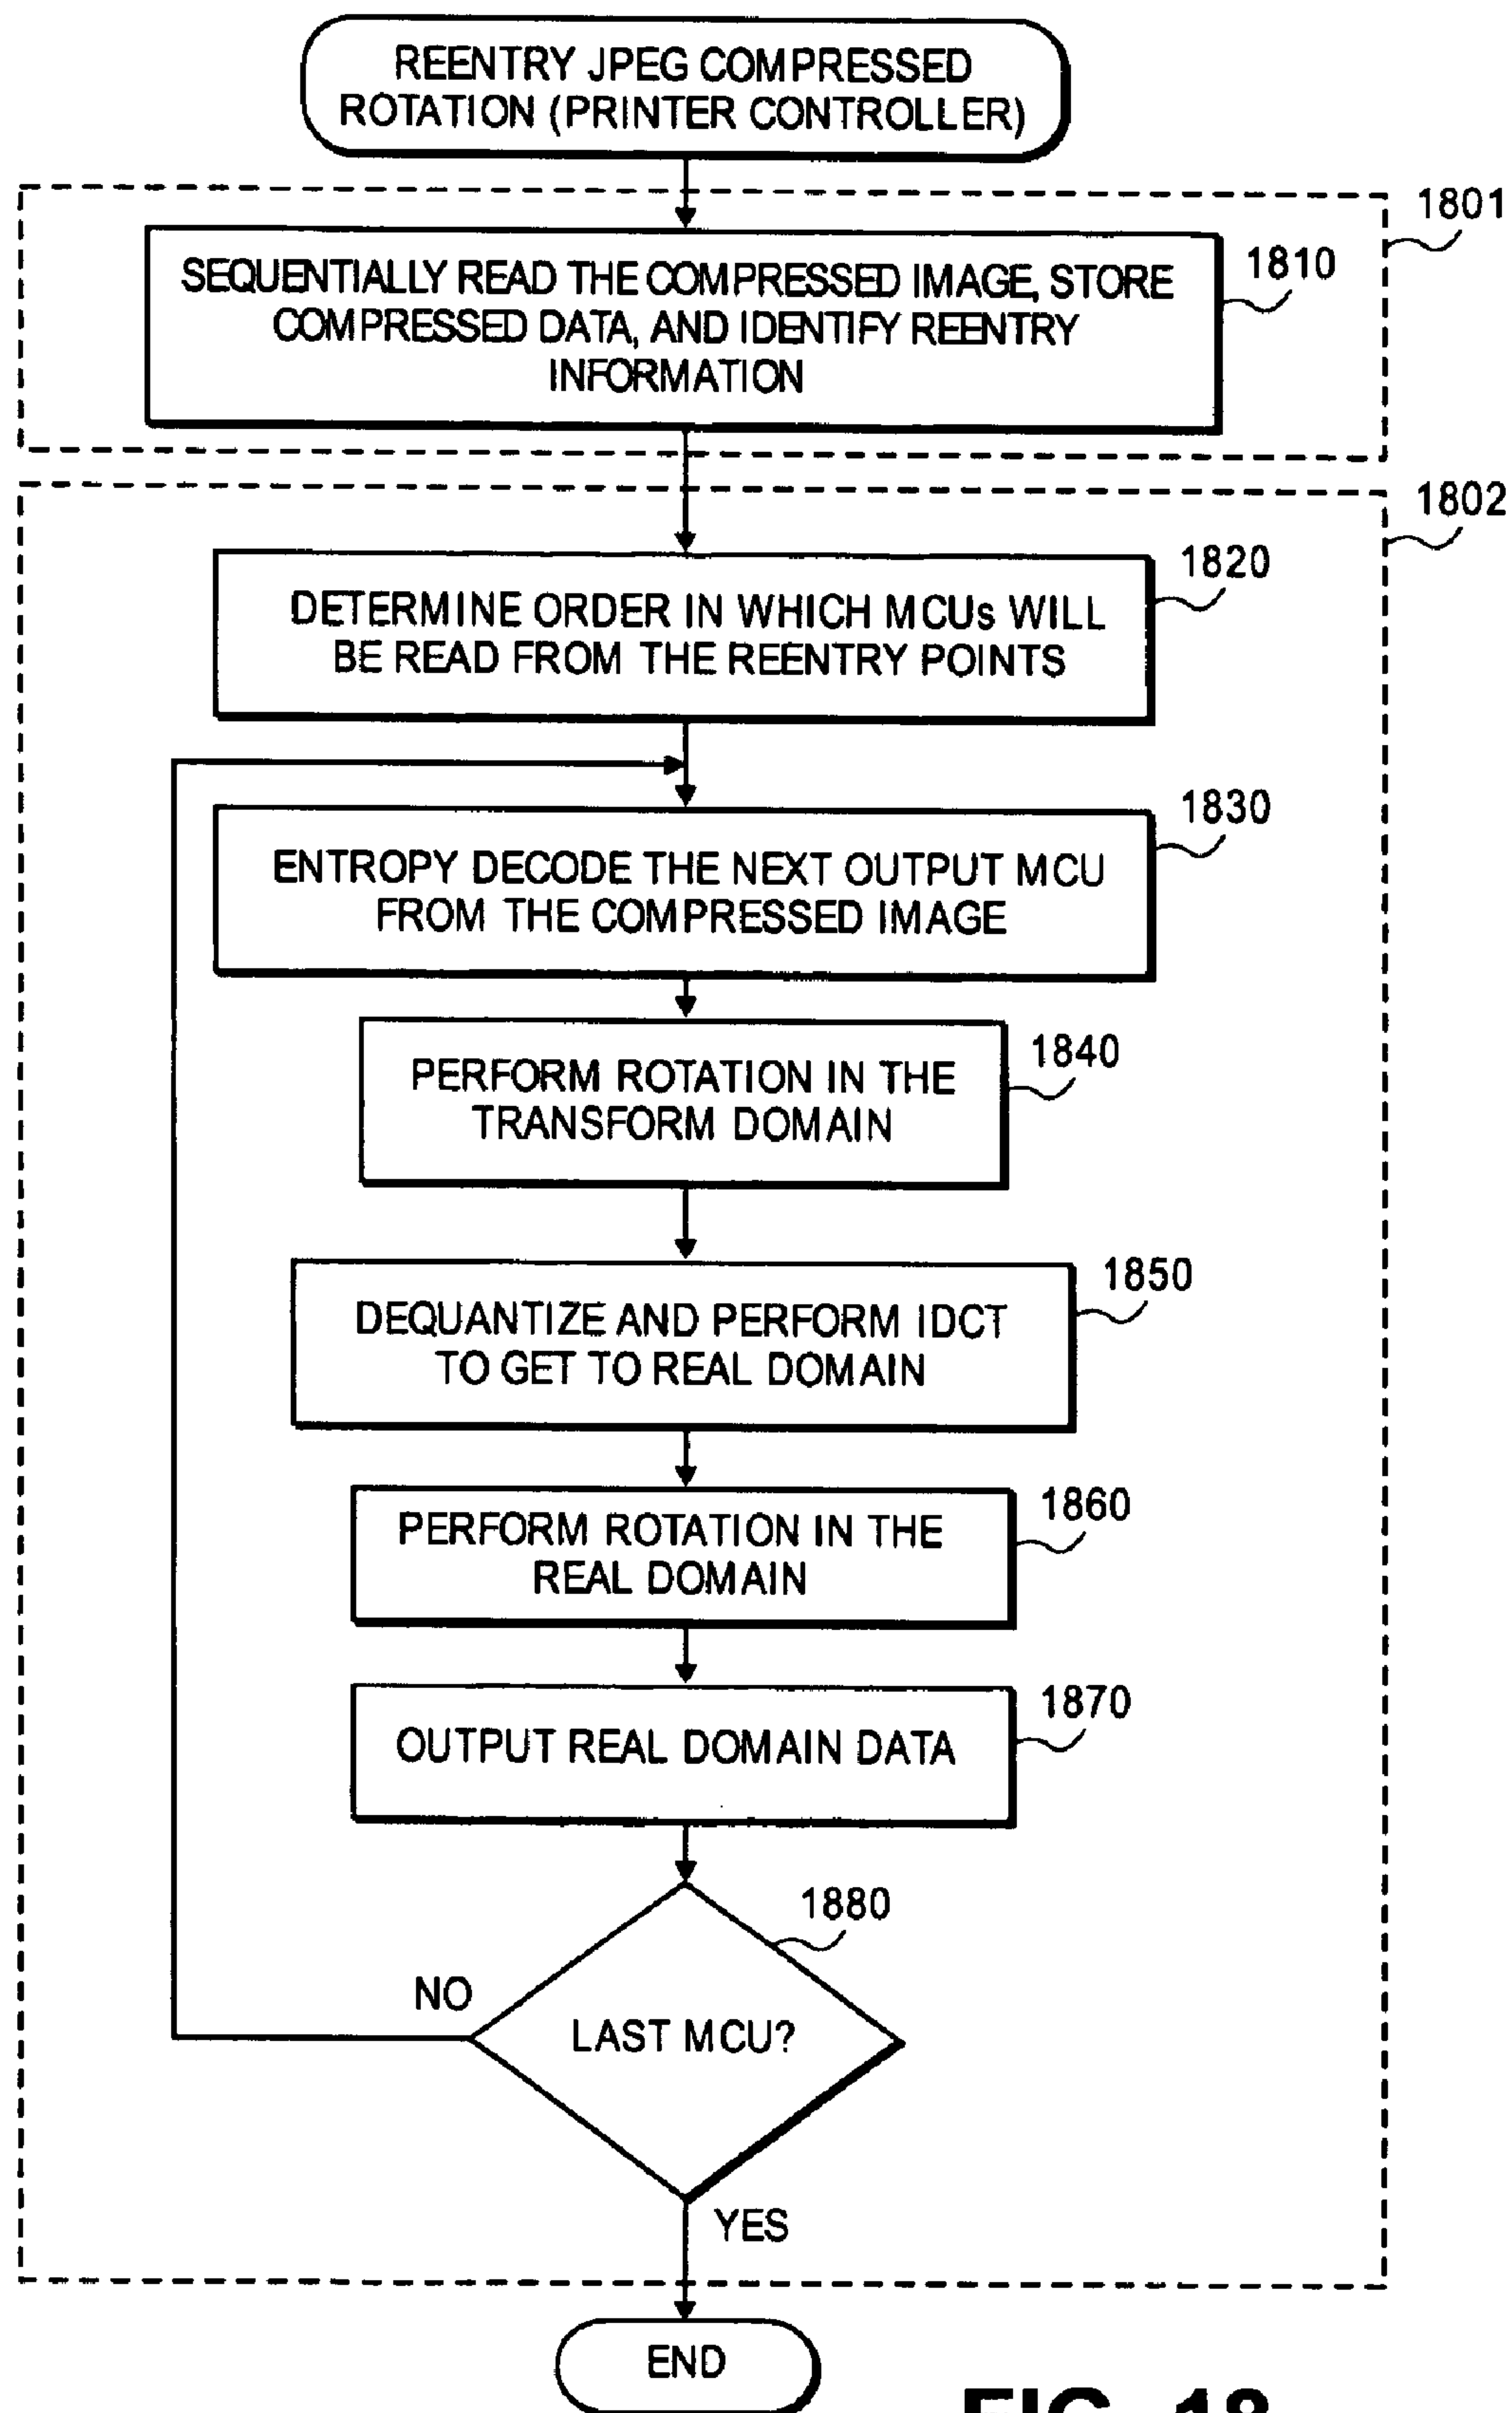 REENTRY JPEG COMPRESSED
ROTATION (PRINTER CONTROLLER)
1801
1810
SEQUENTIALLY READ THE COMPRESSED IMAGE, STORE
COMPRESSED DATA, AND IDENTIFY REENTRY
INFORMATION
1802
1820
DETERMINE ORDER IN WHICH MCUs WILL
BE READ FROM THE REENTRY POINTS
1830
ENTROPY DECODE THE NEXT OUTPUT MCU
FROM THE COMPRESSED IMAGE
1840
PERFORM ROTATION IN THE
TRANSFORM DOMAIN
1850
DEQUANTIZE AND PERFORM IDCT
TO GET TO REAL DOMAIN
1860
PERFORM ROTATION IN THE
REAL DOMAIN
1870
OUTPUT REAL DOMAIN DATA
1880
NO
LAST MCU?
YES
END
FIG. 18